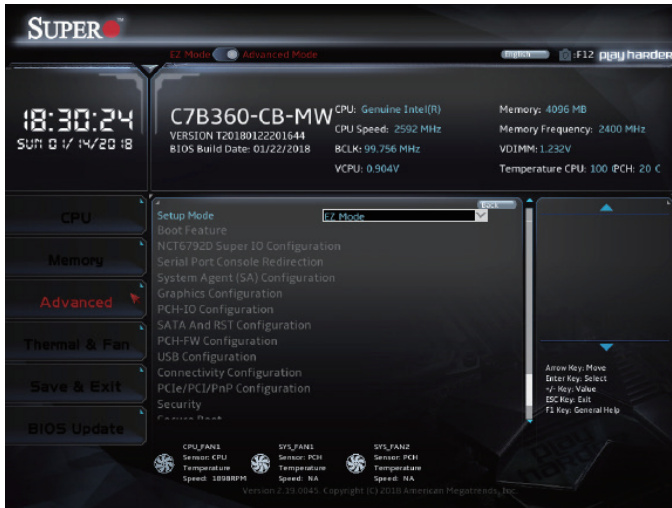 SUPER
EZ Mode Advanced Mode English :F12 play harder
18:30:24
SUN 01/14/2018
C7B360-CB-MW
VERSION T20180122201644
BIOS Build Date: 01/22/2018
CPU: Genuine Intel(R)
CPU Speed: 2592 MHz
BCLK: 99.756 MHz
VCPU: 0.904V
Memory: 4096 MB
Memory Frequency: 2400 MHz
VDIMM: 1.232V
Temperature CPU: 100 PCH: 20 C
CPU
Memory
Advanced
Thermal & Fan
Save & Exit
BIOS Update
Back
Setup Mode EZ Mode
Boot Feature
NCT6792D Super IO Configuration
Serial Port Console Redirection
System Agent (SA) Configuration
Graphics Configuration
PCH-IO Configuration
SATA And RST Configuration
PCH-FW Configuration
USB Configuration
Connectivity Configuration
PCIe/PCI/PnP Configuration
Security
Secure Boot
Arrow Key: Move
Enter Key: Select
+/- Key: Value
ESC Key: Exit
F1 Key: General Help
CPU_FAN1
Sensor: CPU
Temperature
Speed: 1898RPM
SYS_FAN1
Sensor: PCH
Temperature
Speed: NA
SYS_FAN2
Sensor: PCH
Temperature
Speed: NA
Version 2.19.0045. Copyright (C) 2018 American Megatrends, Inc.